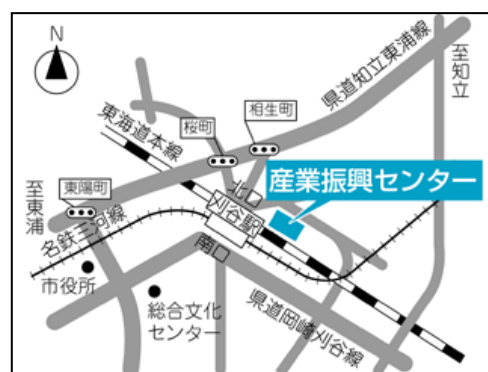 N
至知立
県道知立東浦線
相生町
桜町
東海道本線
東陽町
至東浦
名鉄三河線
北口
刈谷駅
南口
産業振興センター
市役所
総合文化
センター
県道岡崎刈谷線